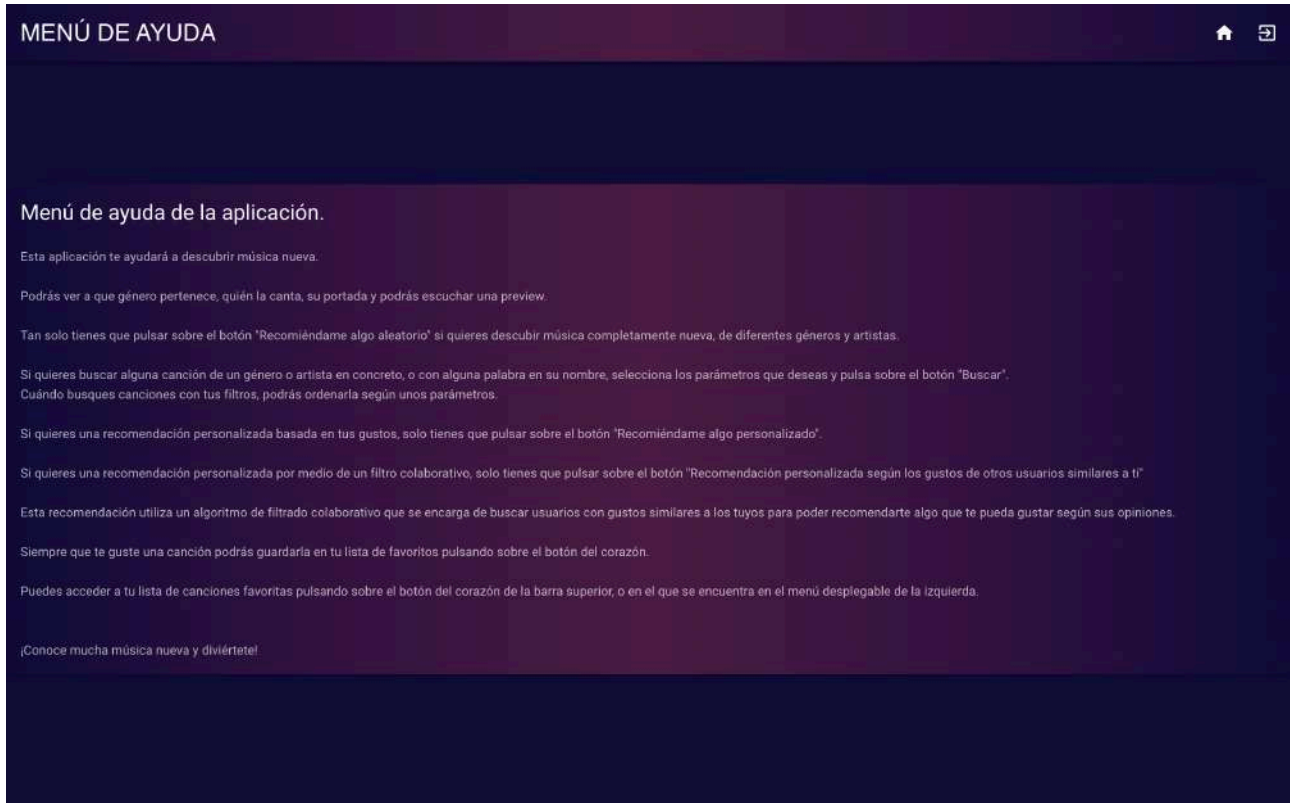 MENÚ DE AYUDA
Menú de ayuda de la aplicación.
Esta aplicación te ayudará a descubrir música nueva.
Podrás ver a que género pertenece, quién la canta, su portada y podrás escuchar una preview.
Tan solo tienes que pulsar sobre el botón "Recomiéndame algo aleatorio" si quieres descubir música completamente nueva, de diferentes géneros y artistas.
Si quieres buscar alguna canción de un género o artista en concreto, o con alguna palabra en su nombre, selecciona los parámetros que deseas y pulsa sobre el botón "Buscar".
Cuándo busques canciones con tus filtros, podrás ordenarla según unos parámetros.
Si quieres una recomendación personalizada basada en tus gustos, solo tienes que pulsar sobre el botón "Recomiéndame algo personalizado".
Si quieres una recomendación personalizada por medio de un filtro colaborativo, solo tienes que pulsar sobre el botón "Recomendación personalizada según los gustos de otros usuarios similares a ti"
Esta recomendación utiliza un algoritmo de filtrado colaborativo que se encarga de buscar usuarios con gustos similares a los tuyos para poder recomendarte algo que te pueda gustar según sus opiniones.
Siempre que te guste una canción podrás guardarla en tu lista de favoritos pulsando sobre el botón del corazón.
Puedes acceder a tu lista de canciones favoritas pulsando sobre el botón del corazón de la barra superior, o en el que se encuentra en el menú desplegable de la izquierda.
¡Conoce mucha música nueva y diviértete!